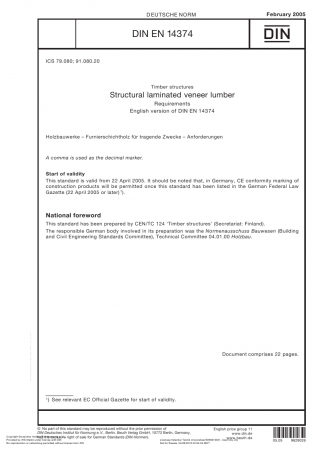 DEUTSCHE NORM
February 2005
DIN EN 14374
DIN
ICS 79.080; 91.080.20
Timber structures
Structural laminated veneer lumber
Requirements
English version of DIN EN 14374
Holzbauwerke – Furnierschichtholz für tragende Zwecke – Anforderungen
A comma is used as the decimal marker.
Start of validity
This standard is valid from 22 April 2005. It should be noted that, in Germany, CE conformity marking of
construction products will be permitted once this standard has been listed in the German Federal Law
Gazette (22 April 2005 or later)*).
National foreword
This standard has been prepared by CEN/TC 124 ‘Timber structures’ (Secretariat: Finland).
The responsible German body involved in its preparation was the Normenausschuss Bauwesen (Building
and Civil Engineering Standards Committee), Technical Committee 04.01.00 Holzbau.
Document comprises 22 pages.
*) See relevant EC Official Gazette for start of validity.
© No part of this standard may be reproduced without the prior permission of
DIN Deutsches Institut für Normung e.V., Berlin. Beuth Verlag GmbH, 10772 Berlin, Germany,
has the exclusive right of sale for German Standards (DIN-Normen).
English price group 11
www.din.de
www.beuth.de